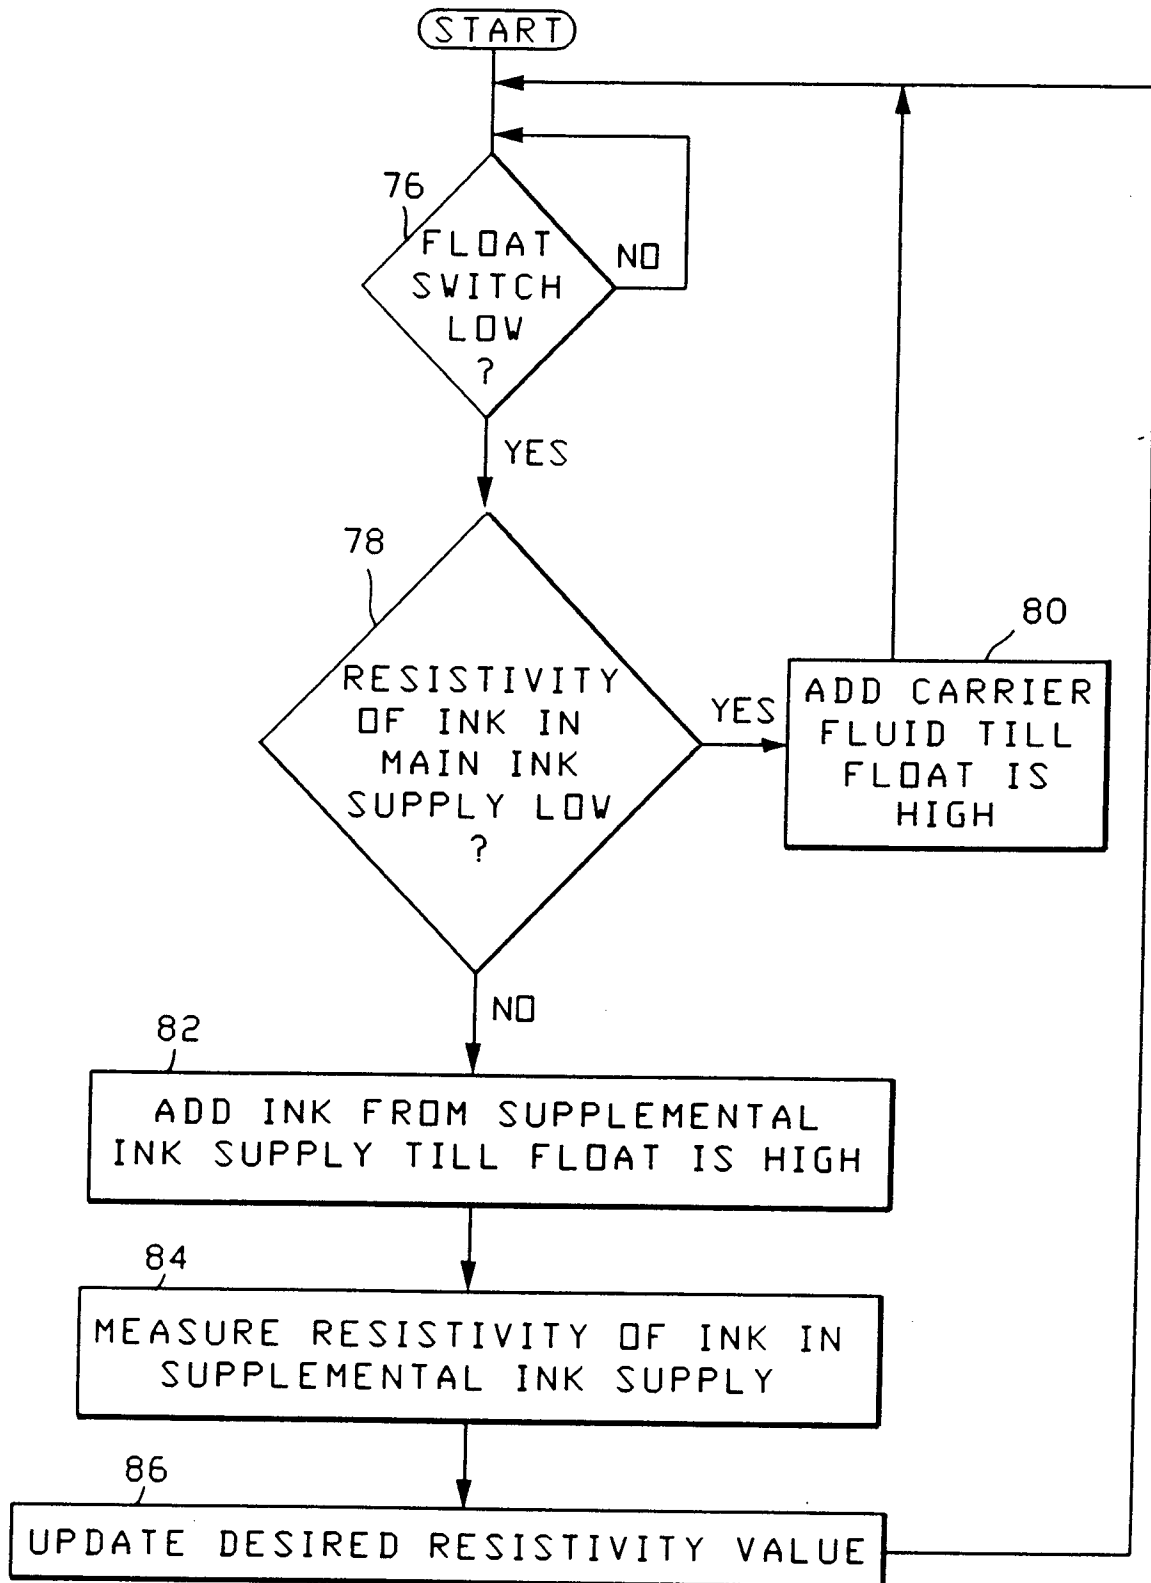 START
76
FLOAT
SWITCH
LOW
?
NO
YES
78
RESISTIVITY
OF INK IN
MAIN INK
SUPPLY LOW
?
YES
80
ADD CARRIER
FLUID TILL
FLOAT IS
HIGH
NO
82
ADD INK FROM SUPPLEMENTAL
INK SUPPLY TILL FLOAT IS HIGH
84
MEASURE RESISTIVITY OF INK IN
SUPPLEMENTAL INK SUPPLY
86
UPDATE DESIRED RESISTIVITY VALUE